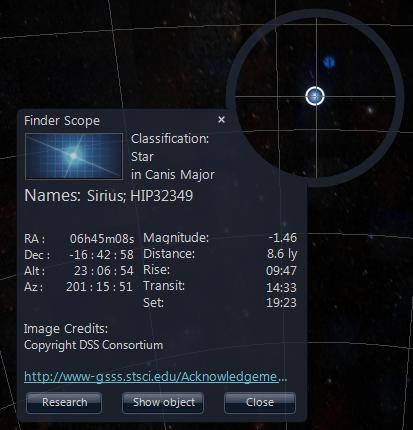 Finder Scope ×
Classification:
Star
in Canis Major
Names: Sirius; HIP32349
RA : 06h45m08s
Dec : -16 : 42 : 58
Alt : 23 : 06 : 54
Az : 201 : 15 : 51
Magnitude: -1.46
Distance: 8.6 ly
Rise: 09:47
Transit: 14:33
Set: 19:23
Image Credits:
Copyright DSS Consortium
http://www-gsss.stsci.edu/Acknowledgeme...
Research
Show object
Close